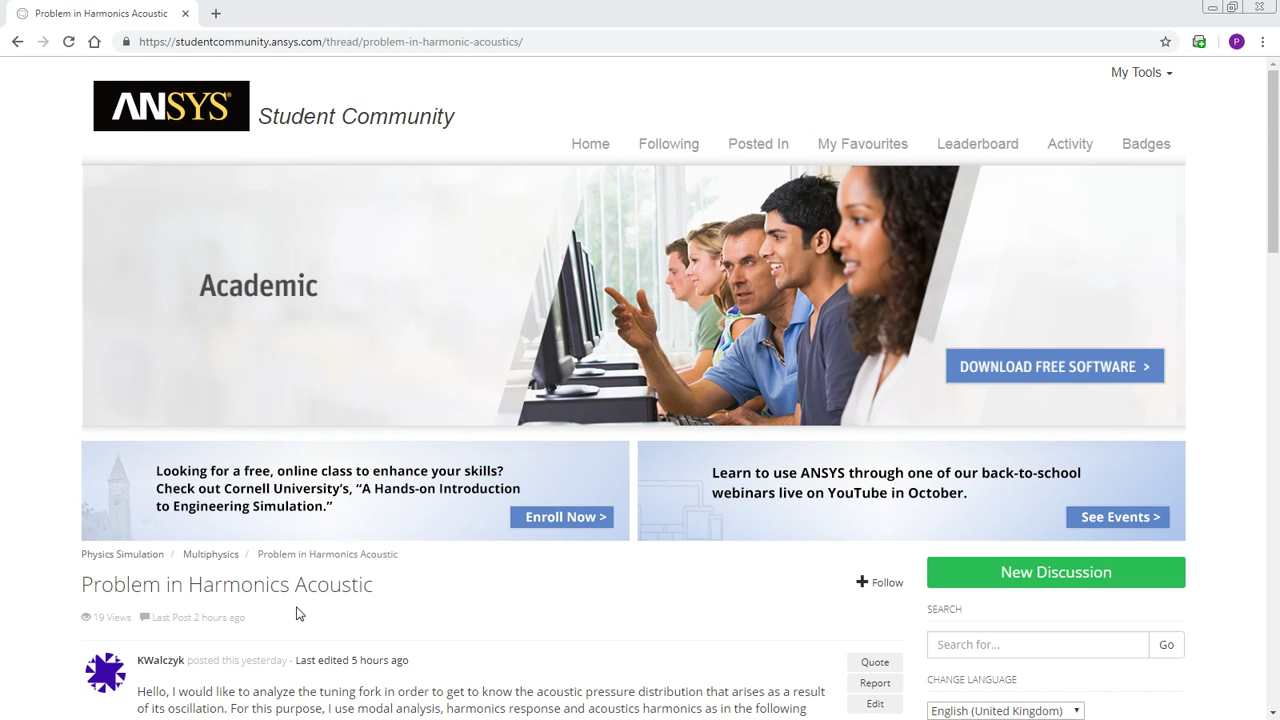 Problem in Harmonics Acoustic
https://studentcommunity.ansys.com/thread/problem-in-harmonic-acoustics/
P
My Tools
ANSYS® Student Community
Home Following Posted In My Favourites Leaderboard Activity Badges
Academic
DOWNLOAD FREE SOFTWARE >
Looking for a free, online class to enhance your skills?
Check out Cornell University's, “A Hands-on Introduction
to Engineering Simulation.”
Enroll Now >
Learn to use ANSYS through one of our back-to-school
webinars live on YouTube in October.
See Events >
Physics Simulation / Multiphysics / Problem in Harmonics Acoustic
Problem in Harmonics Acoustic
Follow
19 Views Last Post 2 hours ago
KWalczyk posted this yesterday - Last edited 5 hours ago
Hello, I would like to analyze the tuning fork in order to get to know the acoustic pressure distribution that arises as a result
of its oscillation. For this purpose, I use modal analysis, harmonics response and acoustics harmonics as in the following
Quote
Report
Edit
New Discussion
SEARCH
Search for...
Go
CHANGE LANGUAGE
English (United Kingdom)